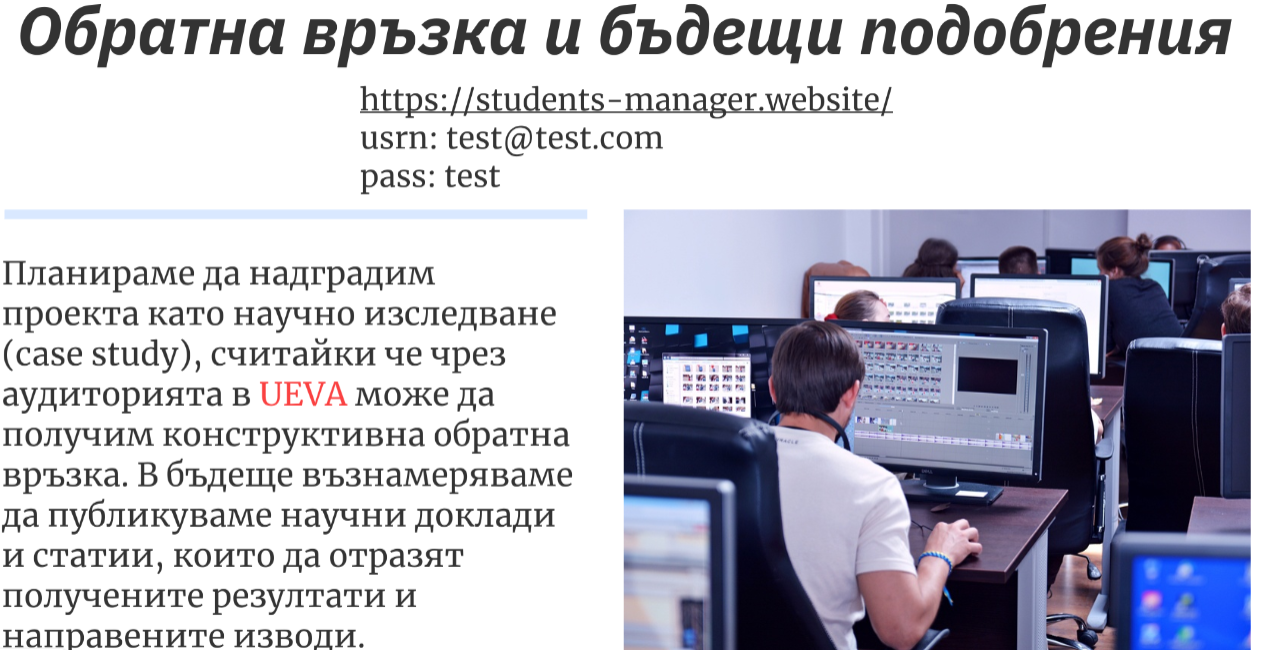 Обратна връзка и бъдещи подобрения
https://students-manager.website/
usrn: test@test.com
pass: test
Планираме да надградим
проекта като научно изследване
(case study), считайки че чрез
аудиторията в UEVA може да
получим конструктивна обратна
връзка. В бъдеще възнамеряваме
да публикуваме научни доклади
и статии, които да отразят
получените резултати и
направените изводи.